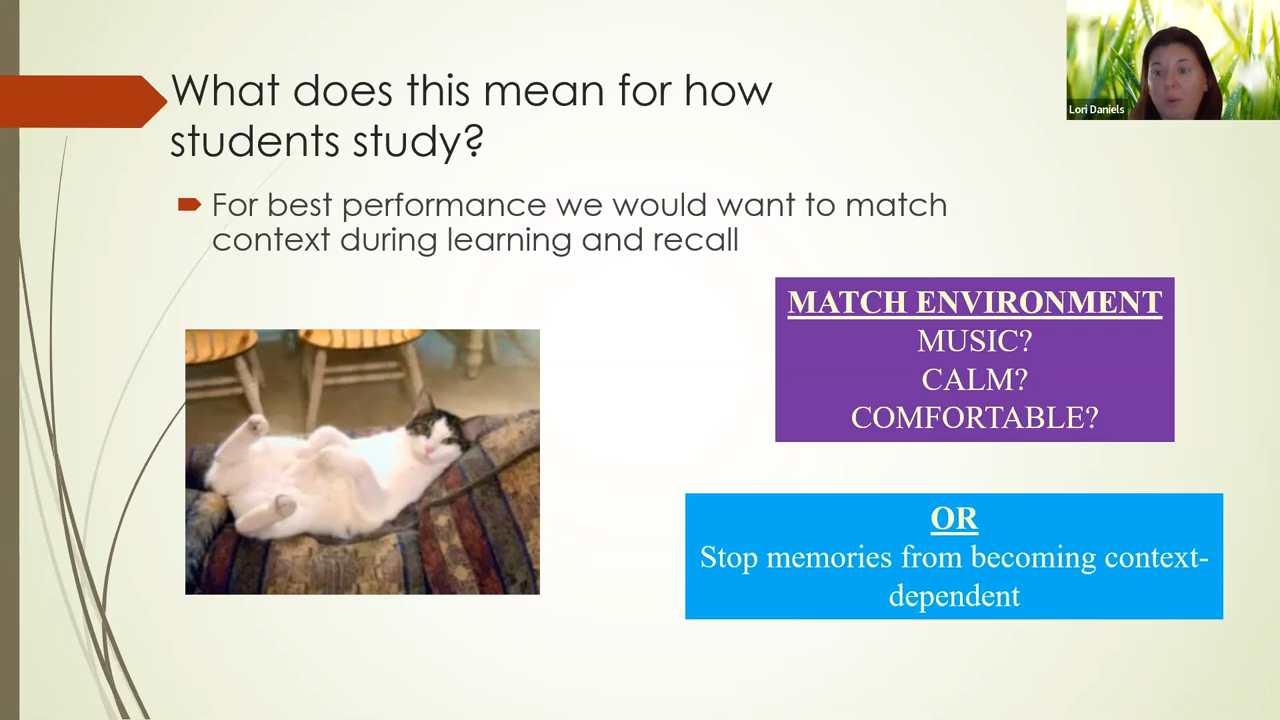 What does this mean for how
students study?
For best performance we would want to match
context during learning and recall
MATCH ENVIRONMENT
MUSIC?
CALM?
COMFORTABLE?
OR
Stop memories from becoming context-
dependent
Lori Daniels